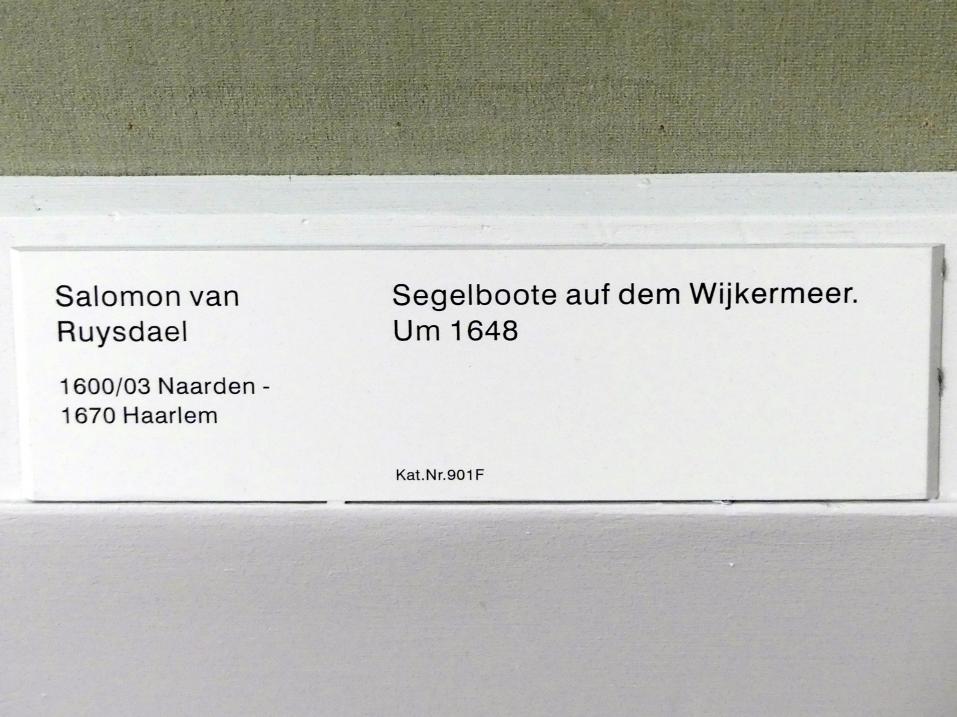 Salomon van
Ruysdael
1600/03 Naarden -
1670 Haarlem
Segelboote auf dem Wijkermeer.
Um 1648
Kat.Nr.901F